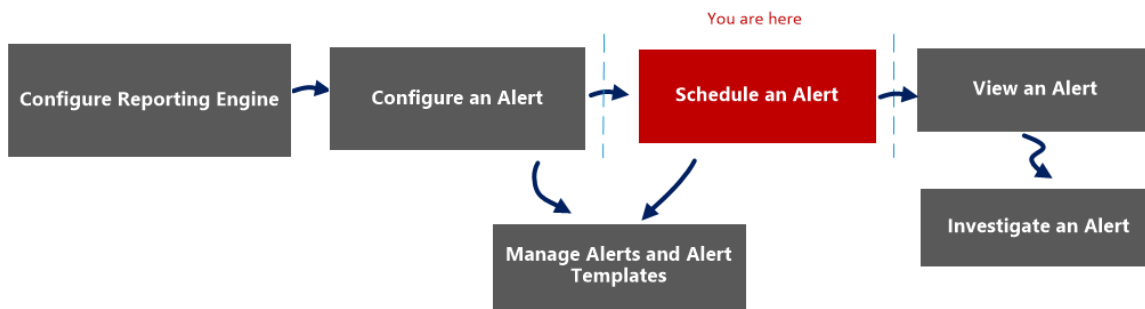 You are here
Configure Reporting Engine
Configure an Alert
Schedule an Alert
View an Alert
Manage Alerts and Alert
Templates
Investigate an Alert